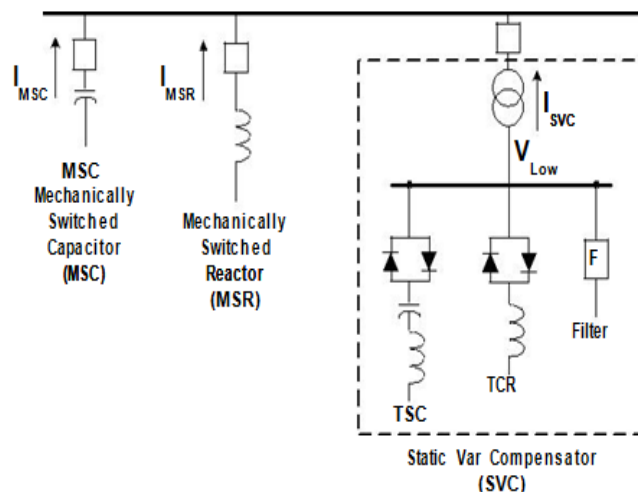 I MSC
I MSR
I SVC
V Low
MSC
Mechanically
Switched
Capacitor
(MSC)
Mechanically
Switched
Reactor
(MSR)
F
Filter
TCR
TSC
Static Var Compensator
(SVC)